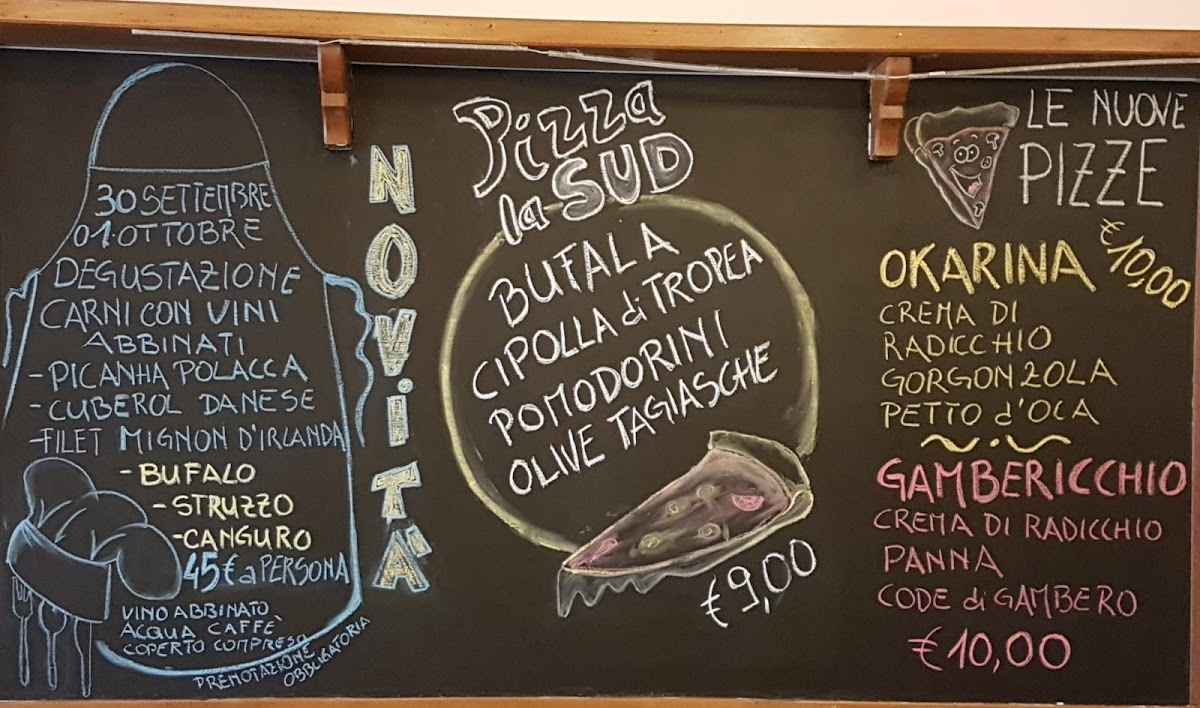 30 SETTEMBRE
01.OTTOBRE
DEGUSTAZIONE
CARNI CON VINI
ABBINATI
- PICANHA POLACCA
- CUBEROL DANESE
- FILET MIGNON D'IRLANDA
- BUFALO
- STRUZZO
- CANGURO
45€ a PERSONA
VINO ABBINATO
ACQUA CAFFÈ
COPERTO COMPRESO
PRENOTAZIONE
OBBLIGATORIA
NOVITÀ
Pizza
la SUD
BUFALA
CIPOLLA di TROPEA
POMODORINI
OLIVE TAGIASCHE
€9,00
LE NUOVE
PIZZE
OKARINA €10,00
CREMA DI
RADICCHIO
GORGONZOLA
PETTO d'OCA
GAMBERICCHIO
CREMA DI RADICCHIO
PANNA
CODE di GAMBERO
€10,00